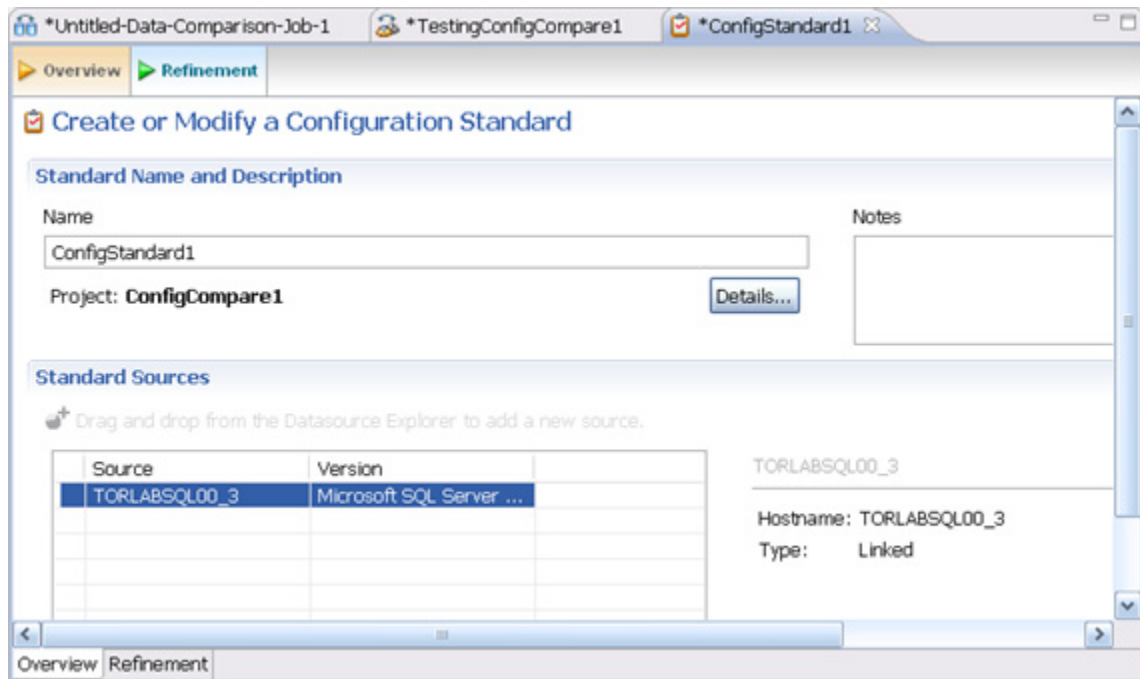 *Untitled-Data-Comparison-Job-1 *TestingConfigCompare1 *ConfigStandard1
Overview Refinement
Create or Modify a Configuration Standard
Standard Name and Description
Name Notes
ConfigStandard1
Project: ConfigCompare1 Details...
Standard Sources
Drag and drop from the Datasource Explorer to add a new source.
Source Version TORLABSQL00_3
TORLABSQL00_3 Microsoft SQL Server ...
Hostname: TORLABSQL00_3
Type: Linked
Overview Refinement